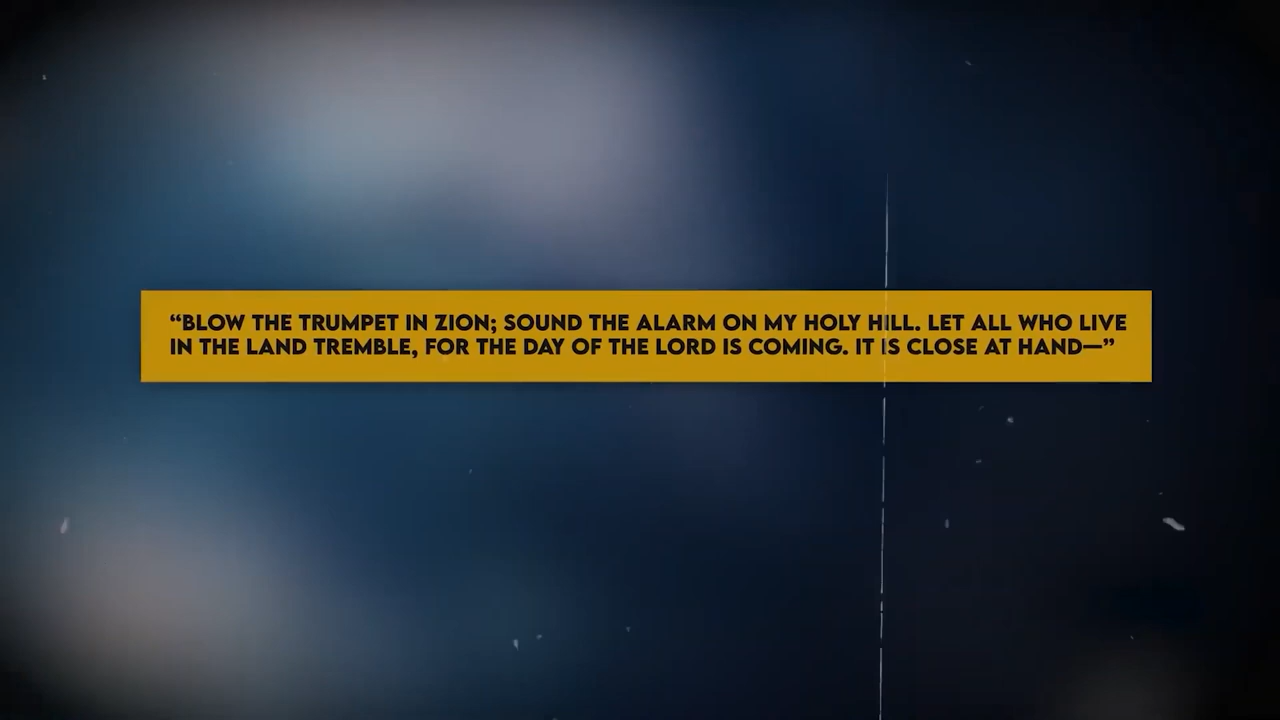 “BLOW THE TRUMPET IN ZION; SOUND THE ALARM ON MY HOLY HILL. LET ALL WHO LIVE
IN THE LAND TREMBLE, FOR THE DAY OF THE LORD IS COMING. IT IS CLOSE AT HAND—”